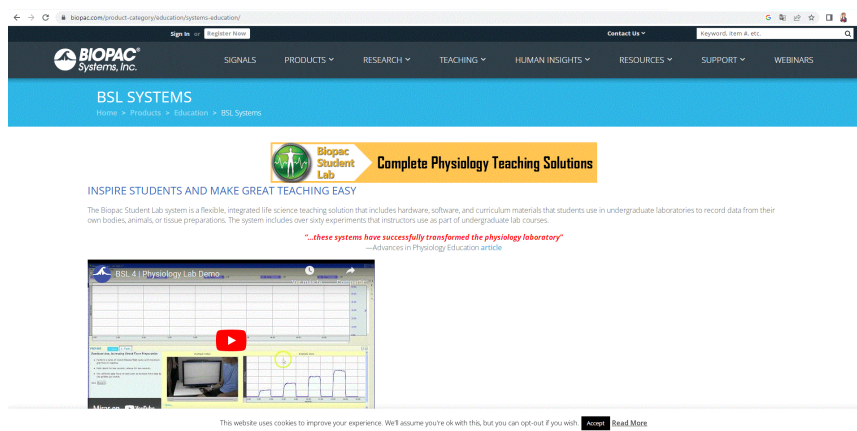 biopac.com/product-category/education/systems-education/
Sign In or Register Now
Contact Us
Keyword, item #, etc.
BIOPAC®
Systems, Inc.
SIGNALS PRODUCTS RESEARCH TEACHING HUMAN INSIGHTS RESOURCES SUPPORT WEBINARS
BSL SYSTEMS
Home > Products > Education > BSL Systems
Biopac
Student
Lab
Complete Physiology Teaching Solutions
INSPIRE STUDENTS AND MAKE GREAT TEACHING EASY
The Biopac Student Lab system is a flexible, integrated life science teaching solution that includes hardware, software, and curriculum materials that students use in undergraduate laboratories to record data from their
own bodies, animals, or tissue preparations. The system includes over sixty experiments that instructors use as part of undergraduate lab courses.
"...these systems have successfully transformed the physiology laboratory"
—Advances in Physiology Education article
BSL 4 | Physiology Lab Demo
Mirar en YouTube
This website uses cookies to improve your experience. We'll assume you're ok with this, but you can opt-out if you wish. Accept Read More